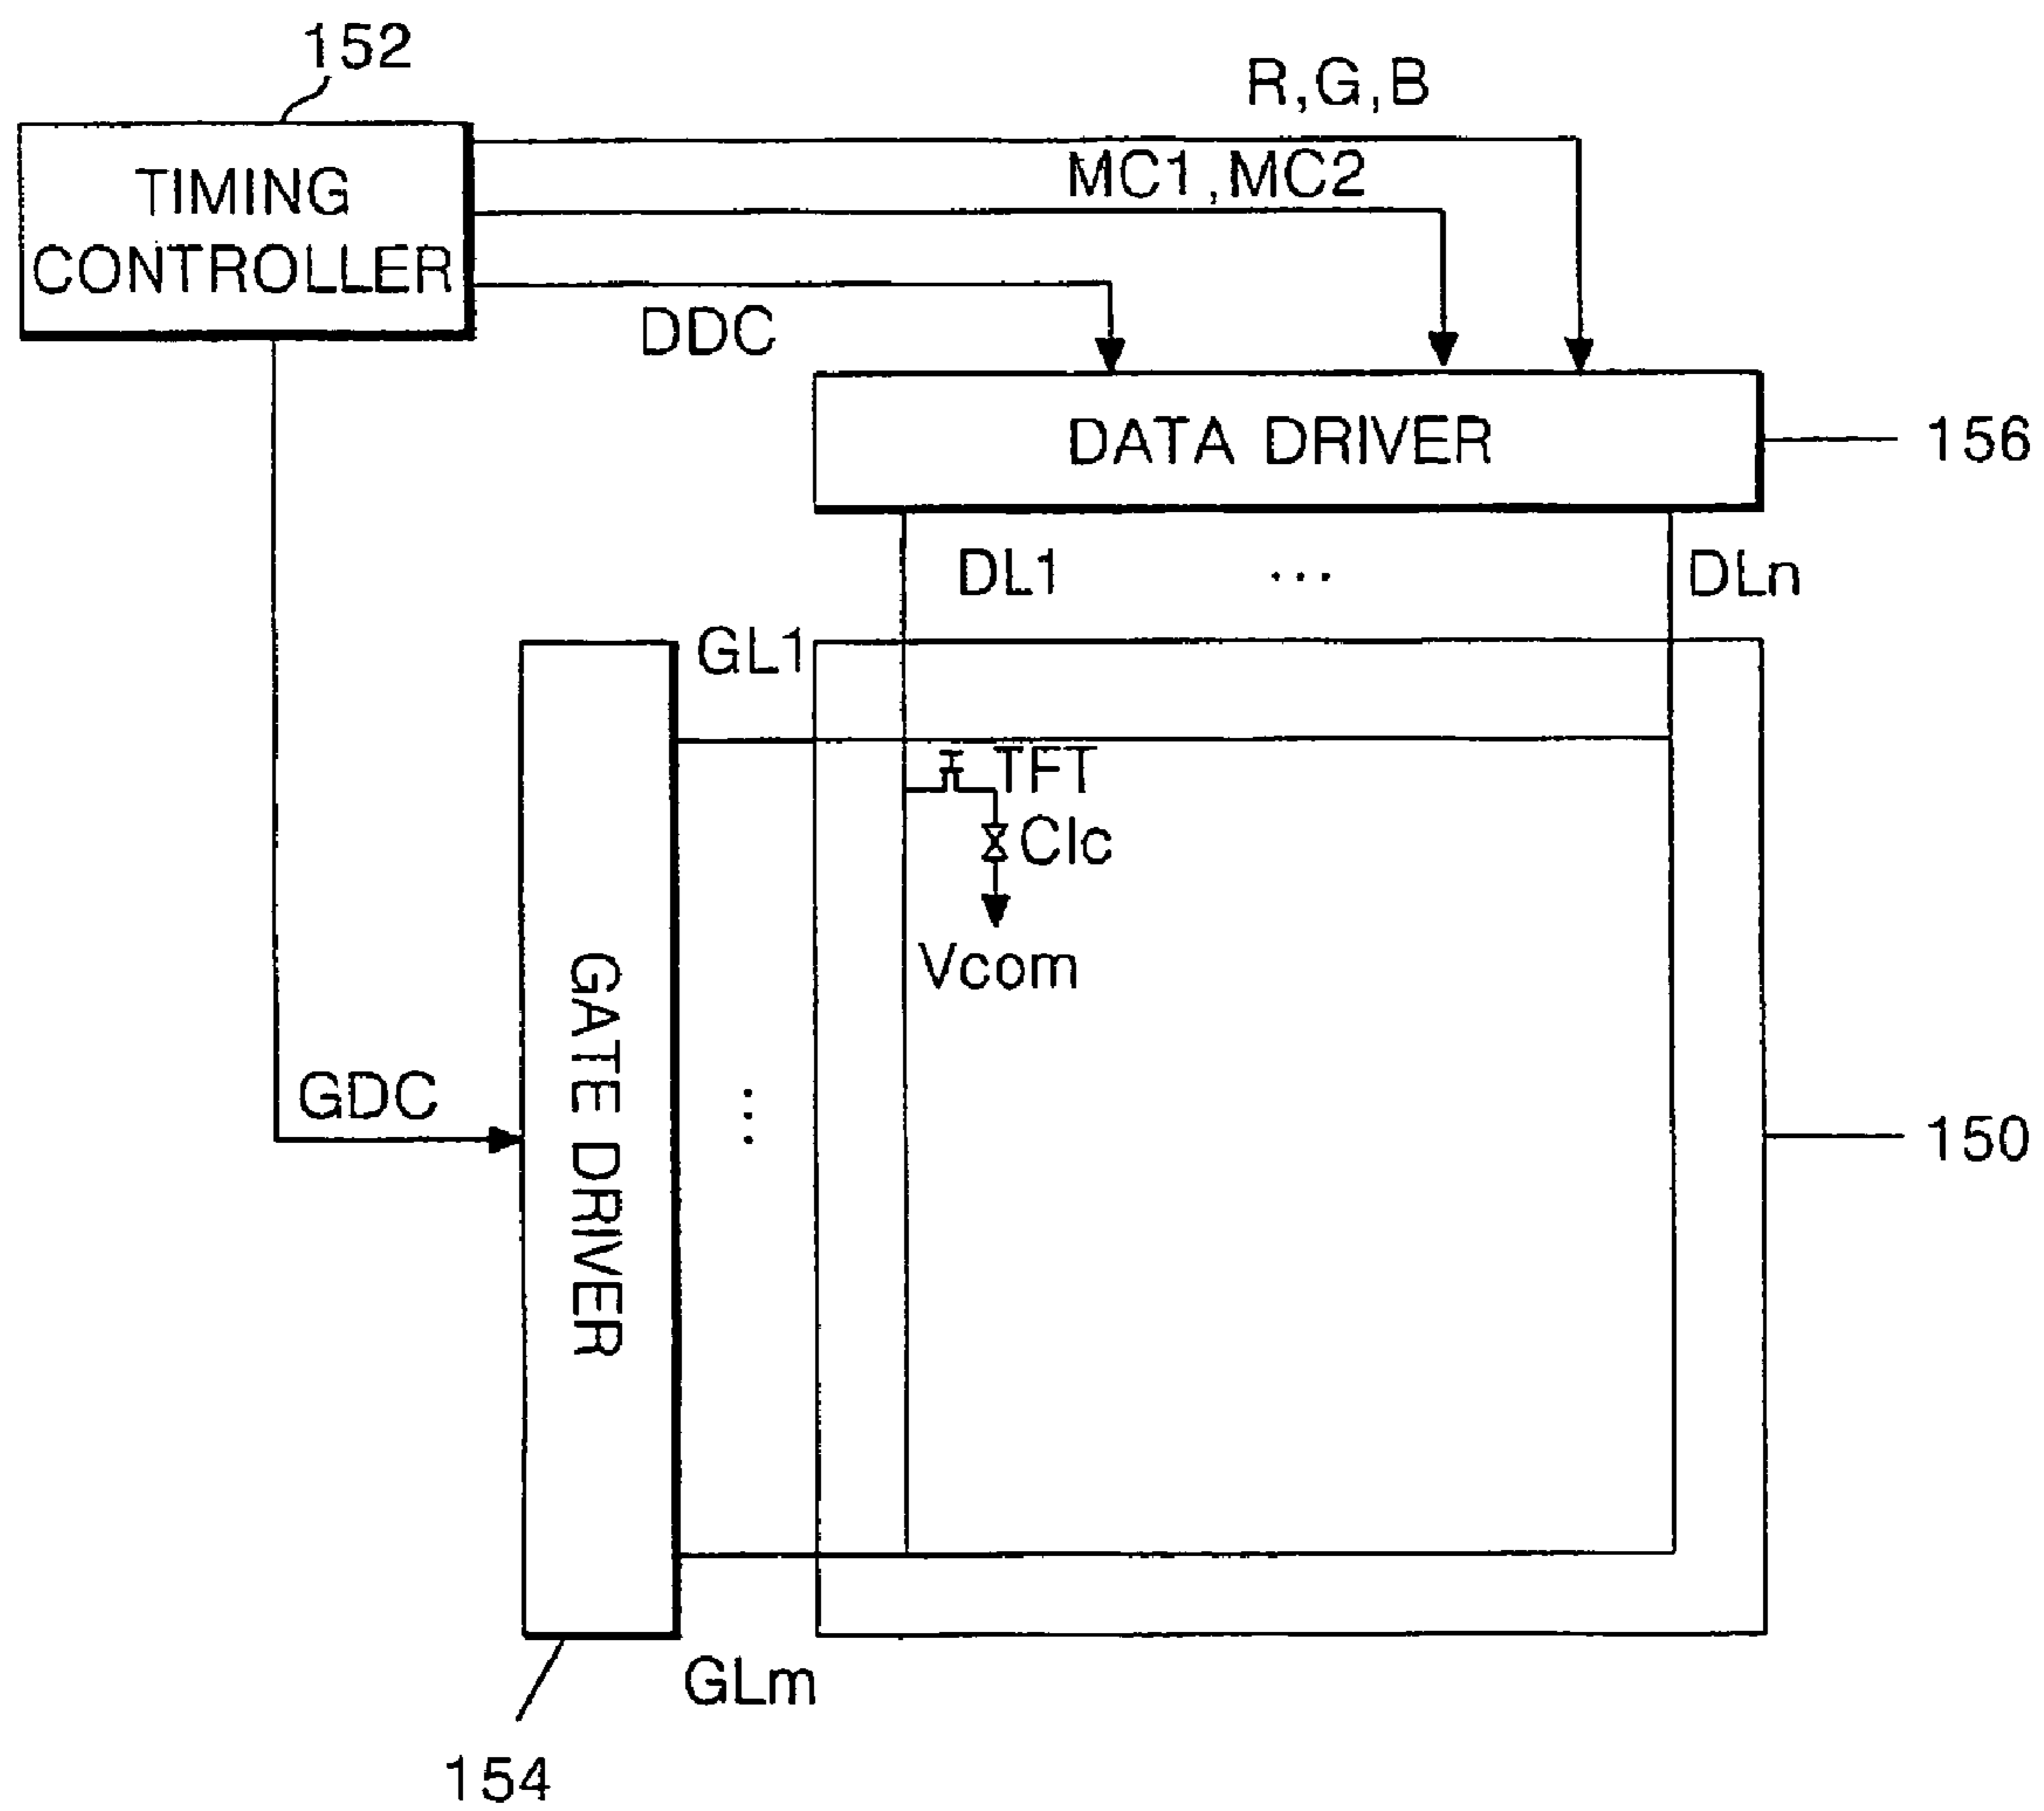 152
R,G,B
TIMING
CONTROLLER
MC1,MC2
DDC
DATA DRIVER
156
DL1
...
DLn
GL1
TFT
Clc
Vcom
GATE DRIVER
GDC
...
150
GLm
154